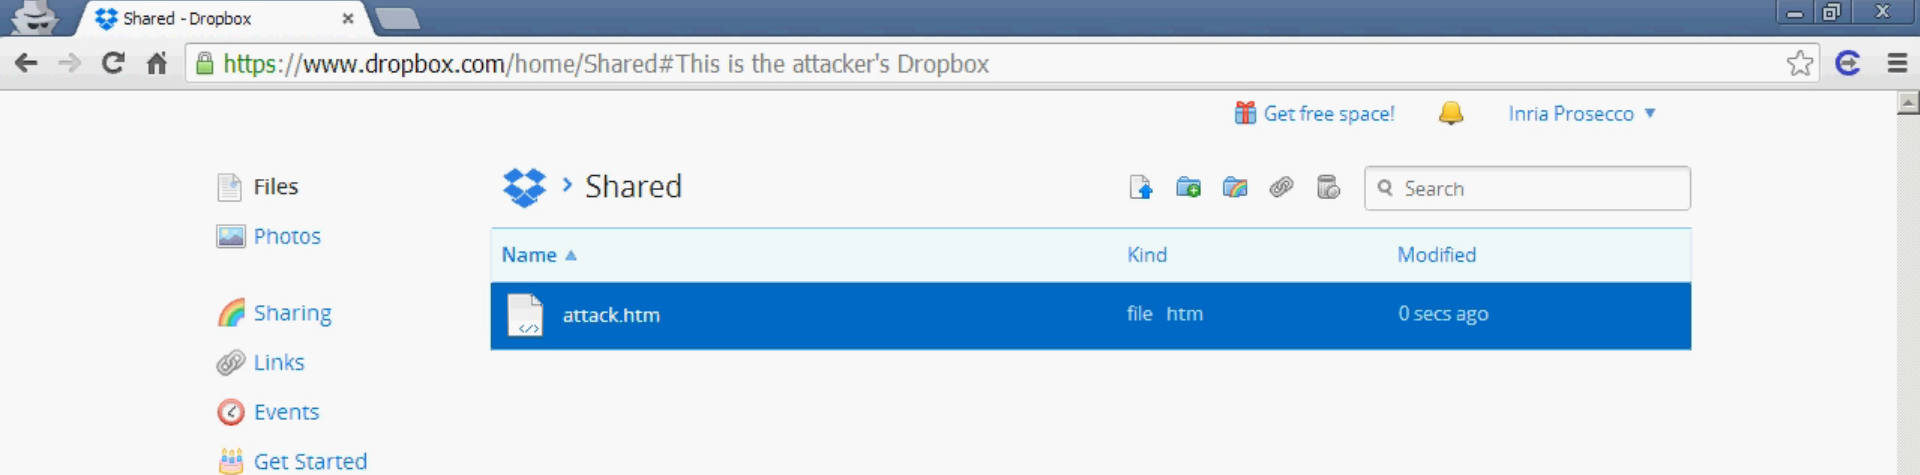 Shared - Dropbox
https://www.dropbox.com/home/Shared#This is the attacker's Dropbox
Get free space! Inria Prosecco
Files
Photos
Sharing
Links
Events
Get Started
Shared
Search
Name Kind Modified
attack.htm file htm 0 secs ago